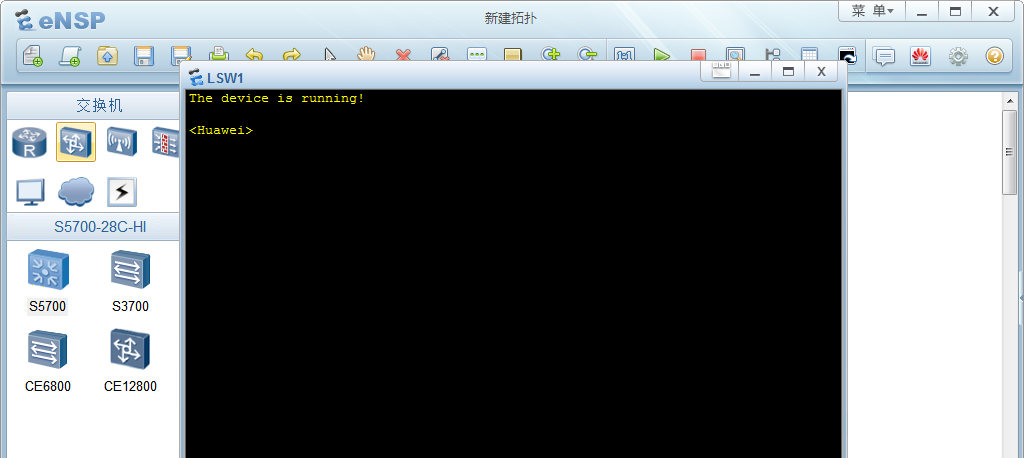 eNSP
新建拓扑
菜 单
LSW1
The device is running!
<Huawei>
交换机
R
S5700-28C-HI
S5700
S3700
CE6800
CE12800